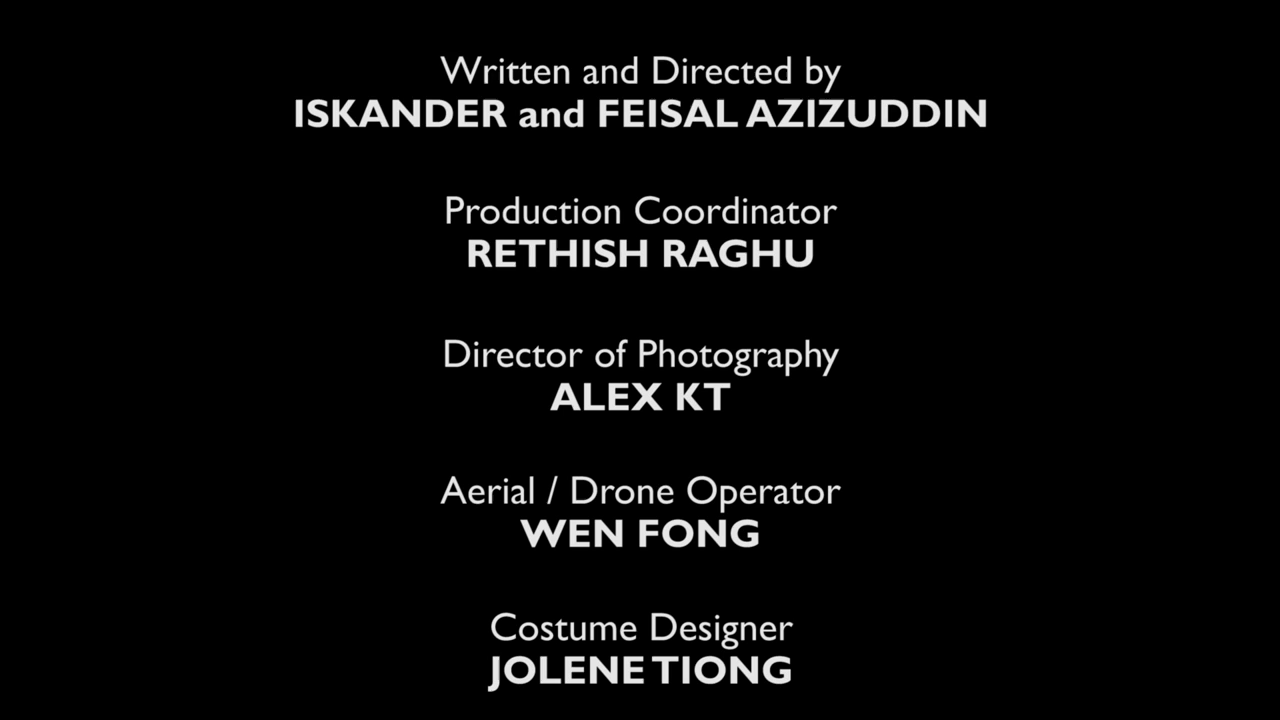 Written and Directed by
ISKANDER and FEISAL AZIZUDDIN
Production Coordinator
RETHISH RAGHU
Director of Photography
ALEX KT
Aerial / Drone Operator
WEN FONG
Costume Designer
JOLENE TIONG